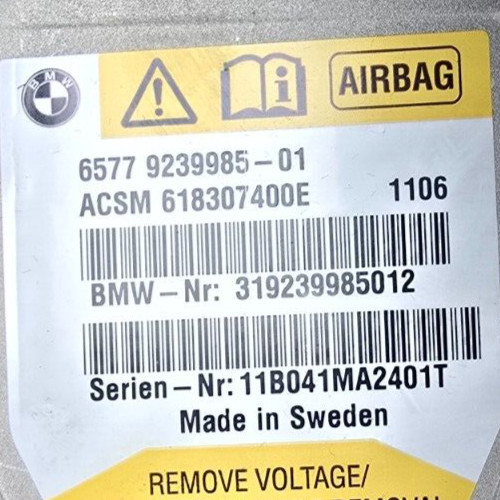 BMW
AIRBAG
6577 9239985-01
ACSM 618307400E 1106
BMW-Nr: 319239985012
Serien-Nr: 11B041MA2401T
Made in Sweden
REMOVE VOLTAGE/
REMOVAL